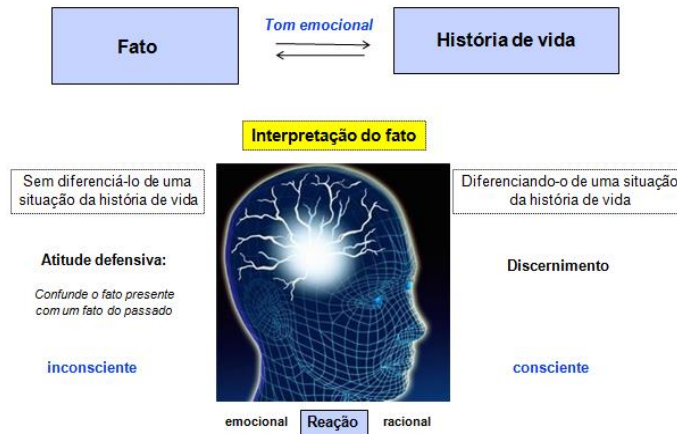 Tom emocional
Fato
História de vida
Interpretação do fato
Sem diferenciá-lo de uma
situação da história de vida
Diferenciando-o de uma situação
da história de vida
Atitude defensiva:
Discernimento
Confunde o fato presente
com um fato do passado
inconsciente
consciente
emocional Reação racional